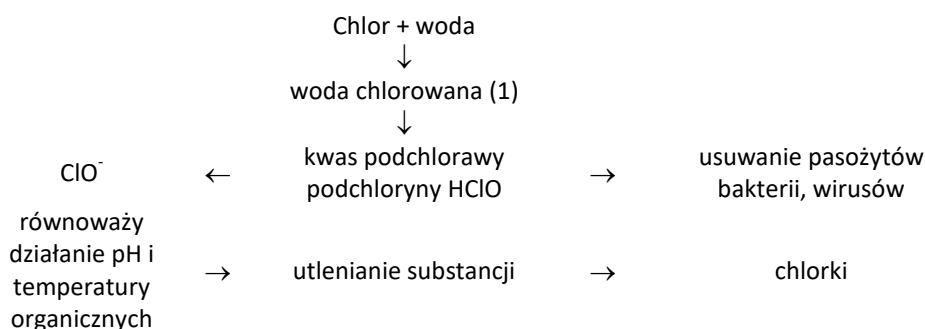 Chlor + woda
↓
woda chlorowana (1)
↓
ClO⁻ ← kwas podchlorawy podchloryny HClO → usuwanie pasożytów bakterii, wirusów
równoważy
działanie pH i
temperatury
organicznych
→ utlenianie substancji → chlorki